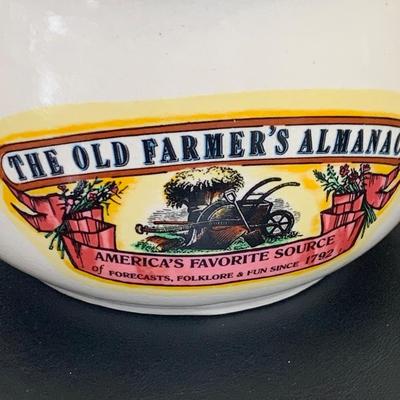 THE OLD FARMER'S ALMANAC
AMERICA'S FAVORITE SOURCE
of FORECASTS, FOLKLORE & FUN SINCE 1792